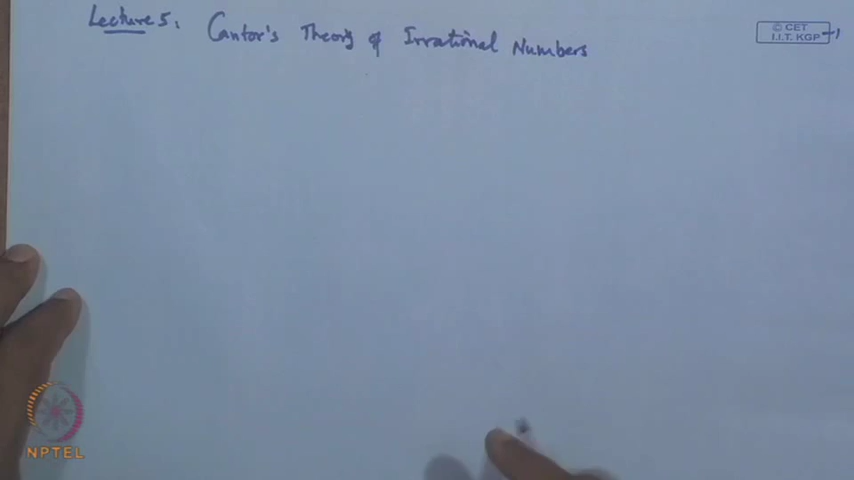 Lecture 5: Cantor's Theory of Irrational Numbers
© CET
I.I.T. KGP
NPTEL